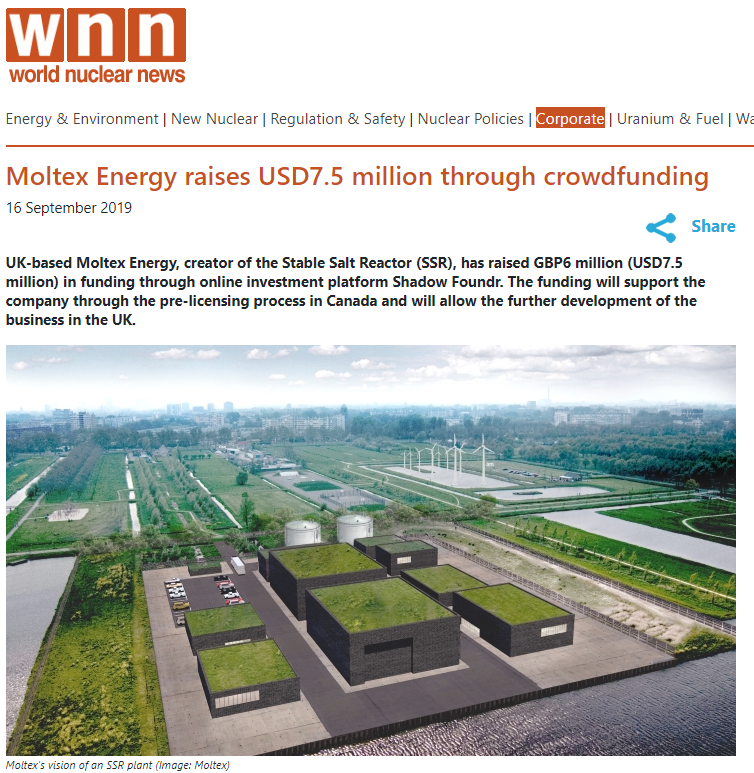 wnn
world nuclear news
Energy & Environment | New Nuclear | Regulation & Safety | Nuclear Policies | Corporate | Uranium & Fuel | Wa
Moltex Energy raises USD7.5 million through crowdfunding
16 September 2019
Share
UK-based Moltex Energy, creator of the Stable Salt Reactor (SSR), has raised GBP6 million (USD7.5
million) in funding through online investment platform Shadow Foundr. The funding will support the
company through the pre-licensing process in Canada and will allow the further development of the
business in the UK.
Moltex's vision of an SSR plant (Image: Moltex)